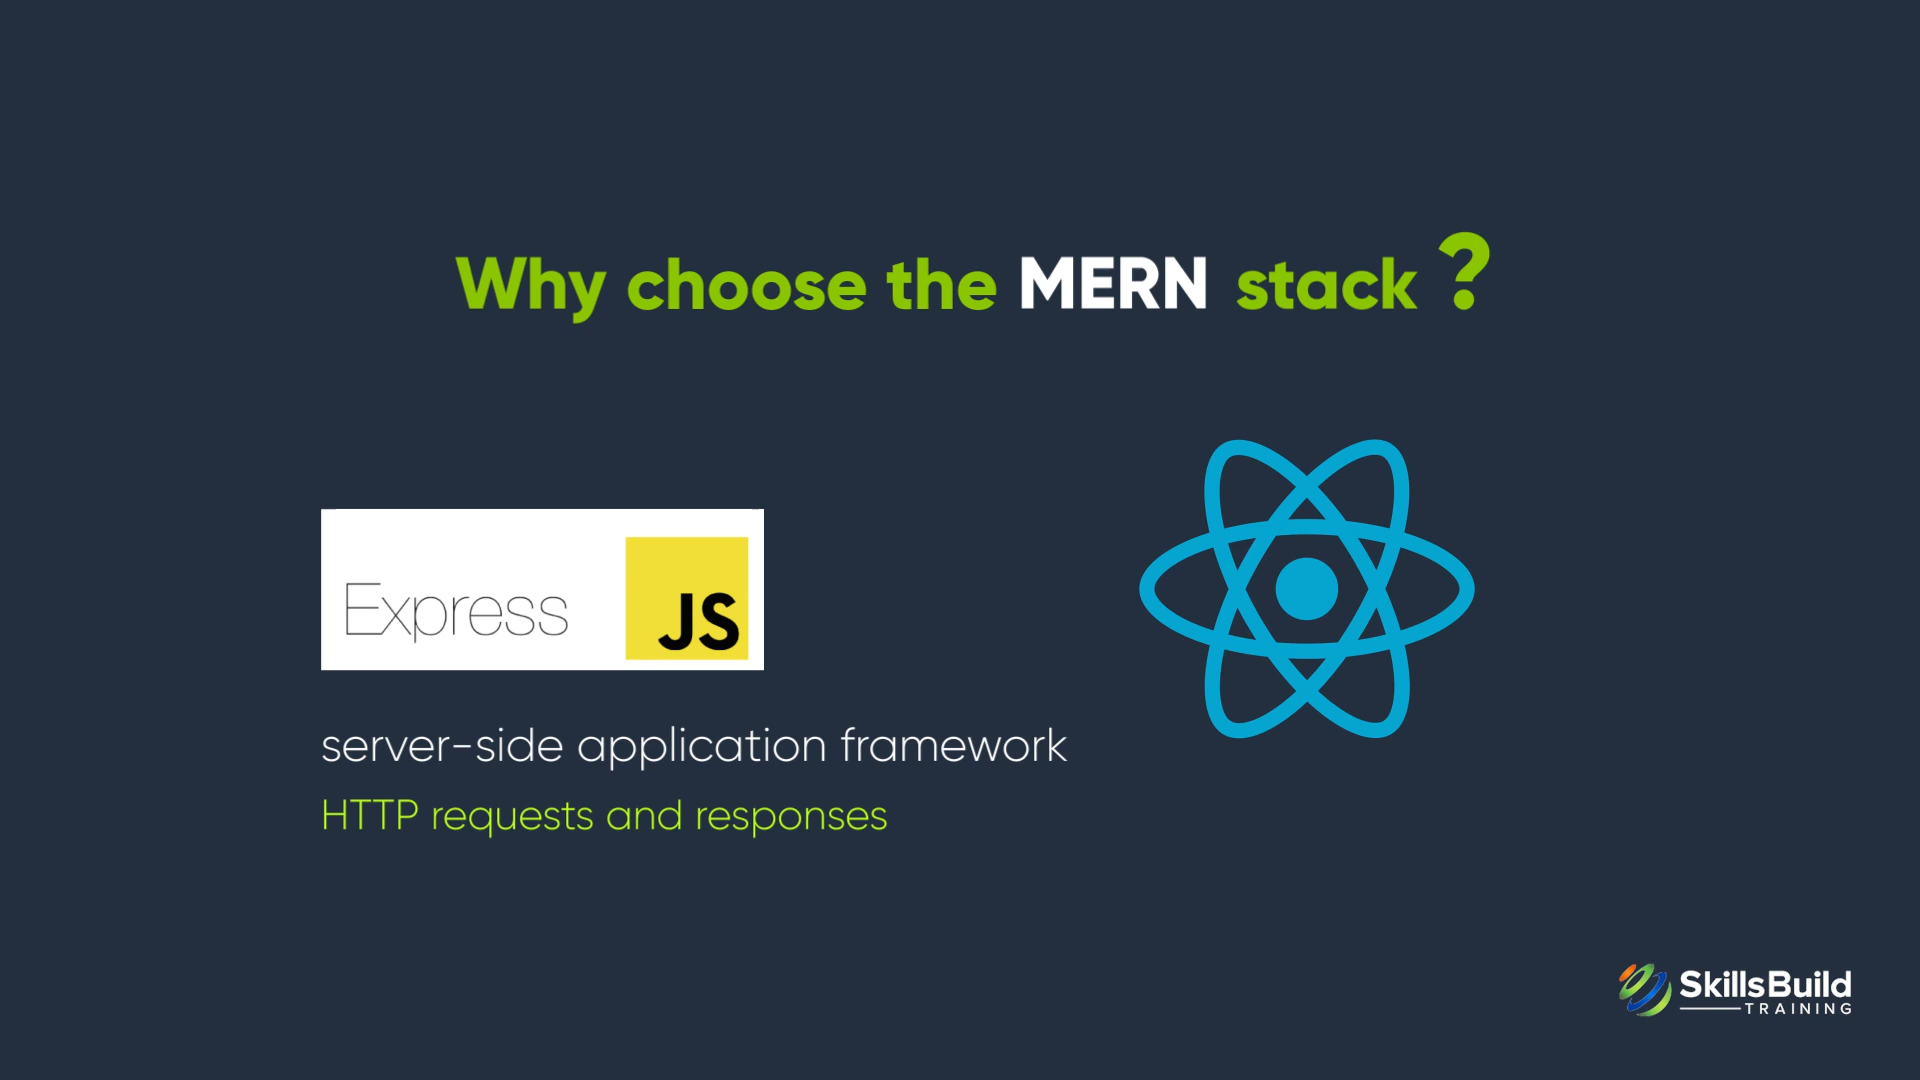 Why choose the MERN stack ?
Express JS
server-side application framework
HTTP requests and responses
SkillsBuild
TRAINING